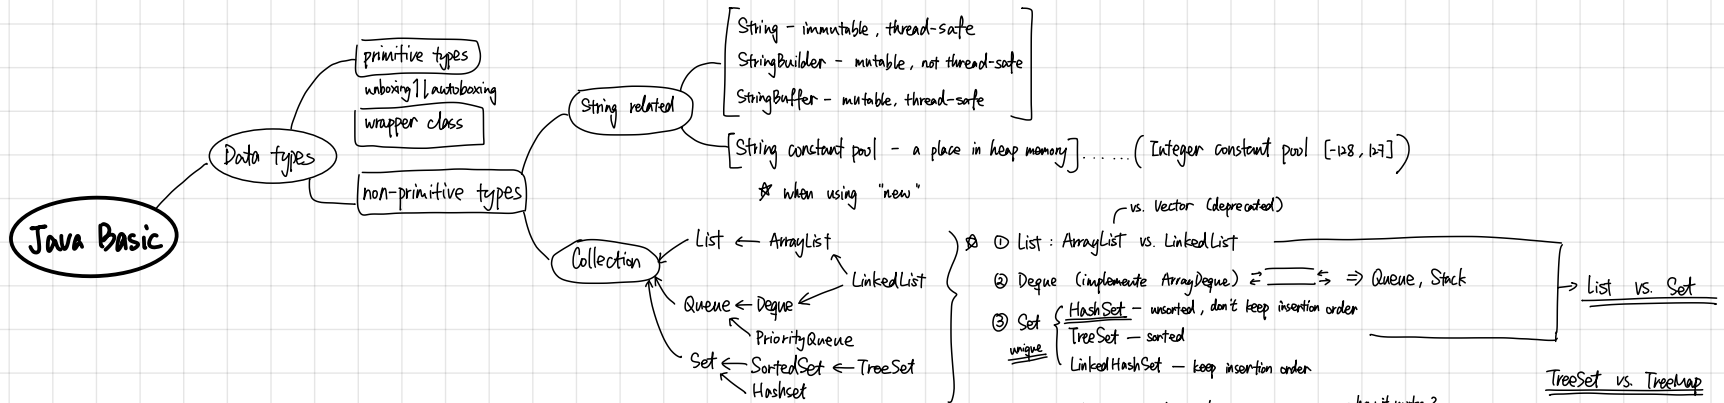 Java Basic
Data types
primitive types
unboxing ↑↓ autoboxing
wrapper class
non-primitive types
String related
String - immutable, thread-safe
StringBuilder - mutable, not thread-safe
StringBuffer - mutable, thread-safe
[String constant pool - a place in heap memory]...... (Integer constant pool [-128, 127])
☆ when using "new"
Collection
List ← ArrayList
LinkedList
Queue ← Deque
PriorityQueue
Set ← SortedSet ← TreeSet
Hashset
vs. Vector (deprecated)
☆ ① List : ArrayList vs. LinkedList
② Deque (implemente ArrayDeque) ⇄ ⇄ ⇒ Queue, Stack
③ Set
unique
HashSet - unsorted, don't keep insertion order
TreeSet - sorted
LinkedHashSet - keep insertion order
→ List vs. Set
TreeSet vs. TreeMap